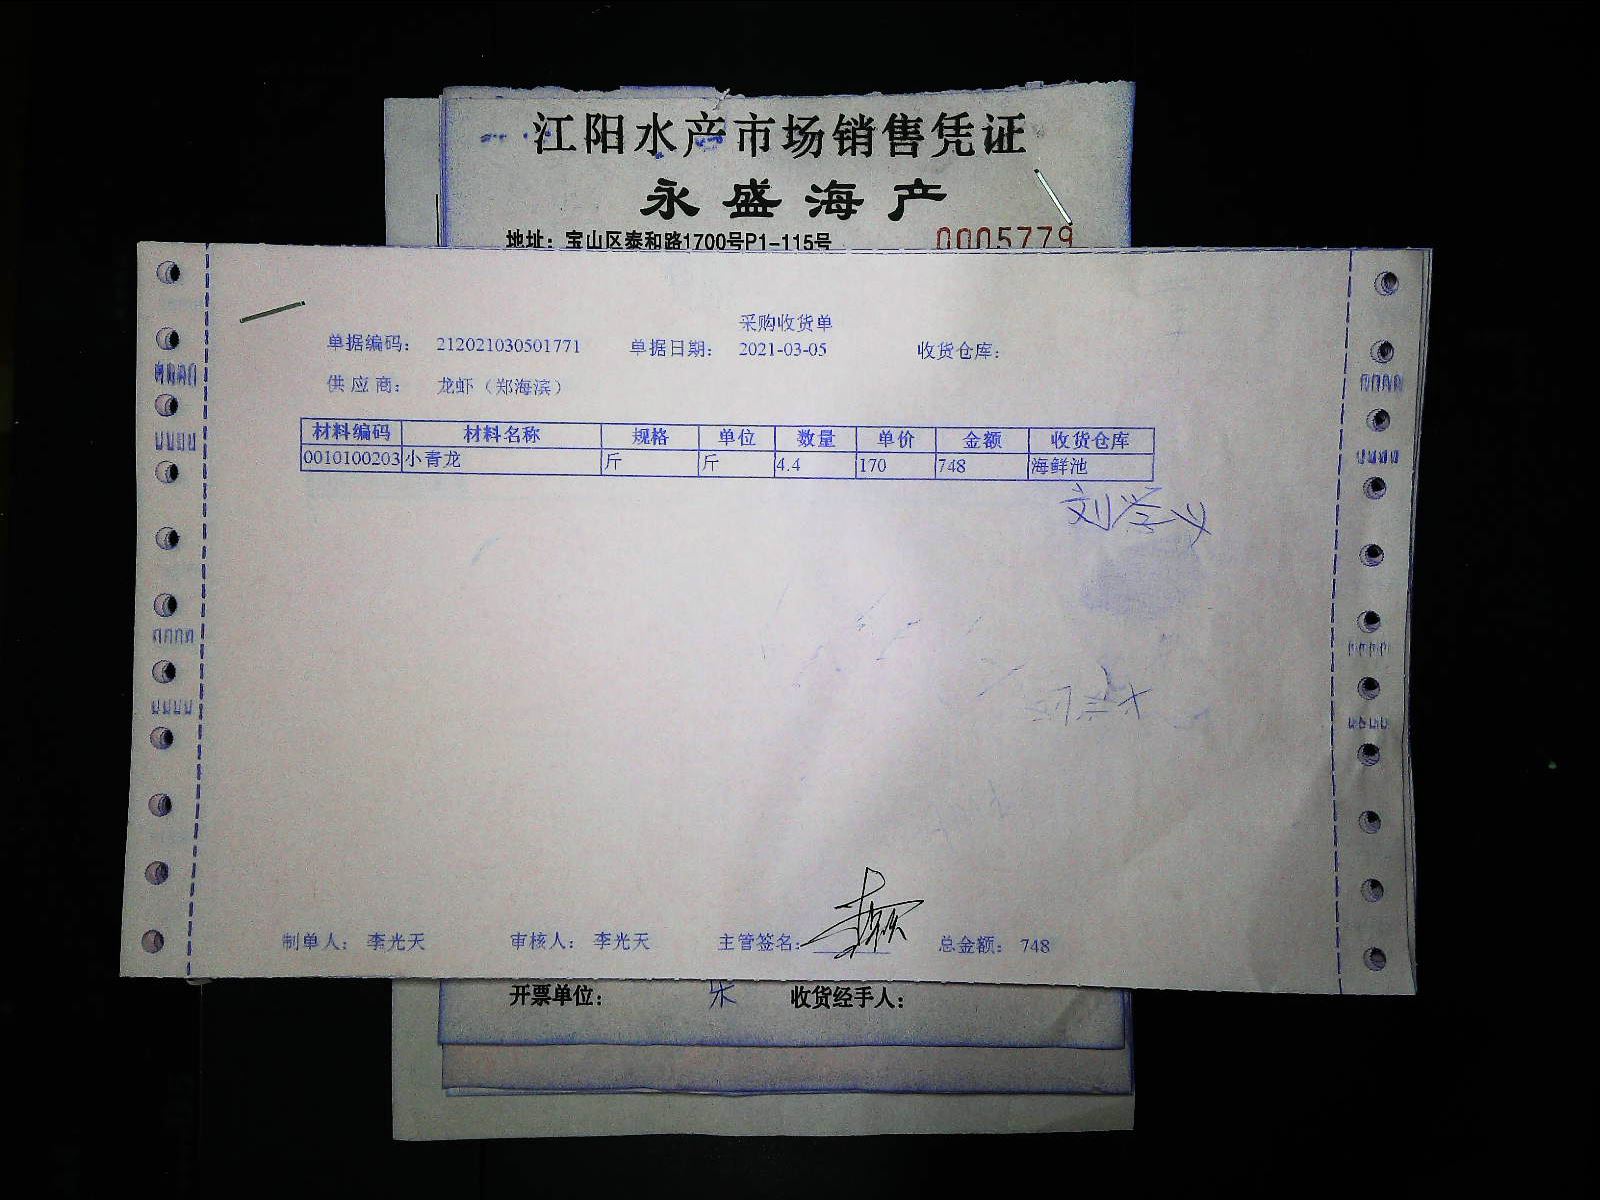 江阳水产市场销售凭证
永盛海产
地址：宝山区泰和路1700号P1-115号 0005779
采购收货单
单据编码： 212021030501771 单据日期： 2021-03-05 收货仓库：
供应商： 龙虾（郑海滨）
材料编码 材料名称 规格 单位 数量 单价 金额 收货仓库
0010100203 小青龙 斤 斤 4.4 170 748 海鲜池
刘学义
制单人： 李光天 审核人： 李光天 主管签名： 总金额： 748
开票单位： 收货经手人：